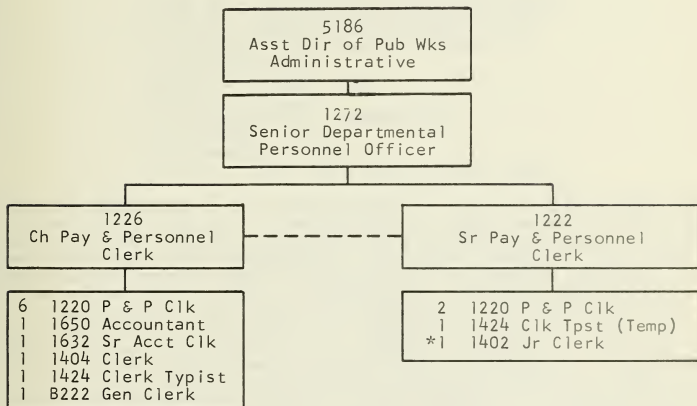 5186
Asst Dir of Pub Wks
Administrative
1272
Senior Departmental
Personnel Officer
1226
Ch Pay & Personnel
Clerk
1222
Sr Pay & Personnel
Clerk
6 1220 P & P Clk
1 1650 Accountant
1 1632 Sr Acct Clk
1 1404 Clerk
1 1424 Clerk Typist
1 B222 Gen Clerk
2 1220 P & P Clk
1 1424 Clk Tpst (Temp)
*1 1402 Jr Clerk